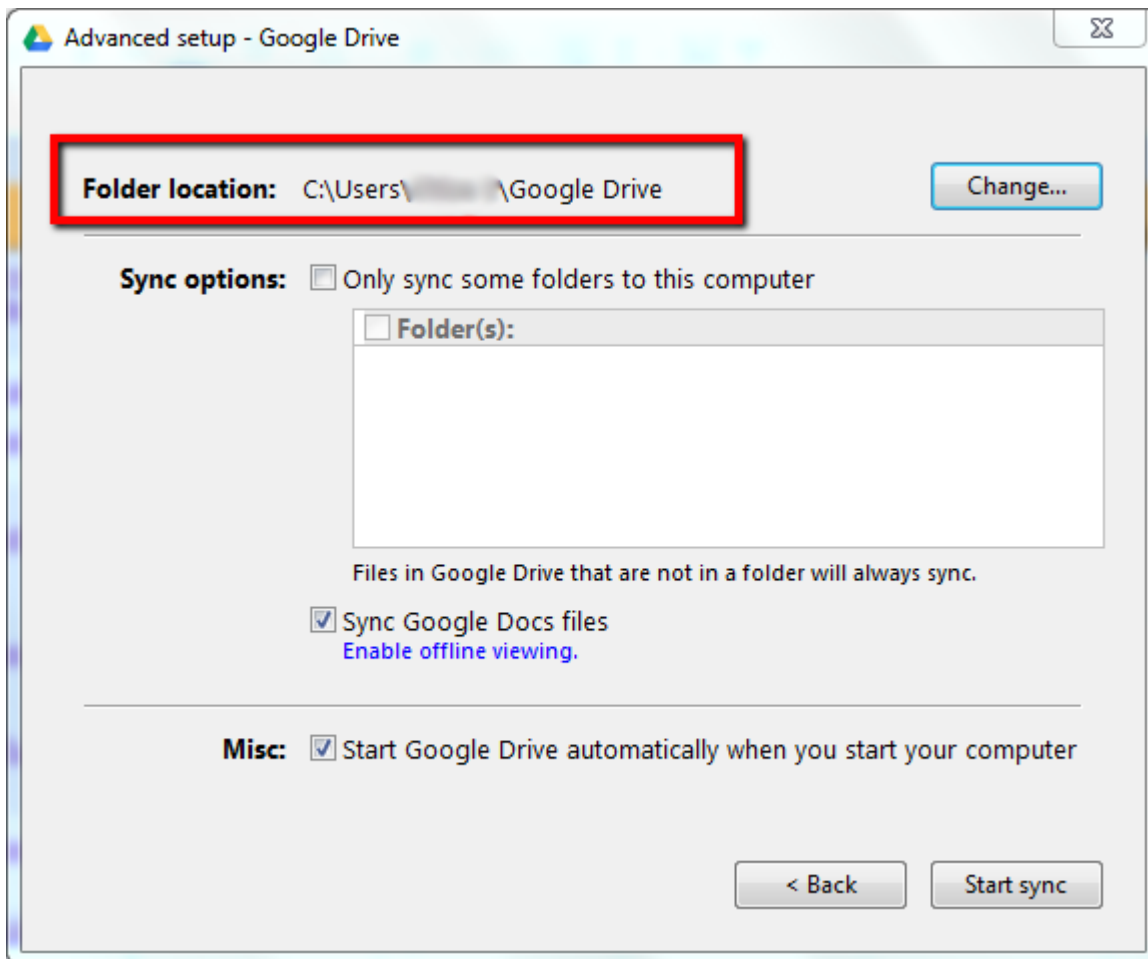 Advanced setup - Google Drive
Folder location: C:\Users\ \Google Drive
Change...
Sync options: Only sync some folders to this computer
Folder(s):
Files in Google Drive that are not in a folder will always sync.
Sync Google Docs files
Enable offline viewing.
Misc: Start Google Drive automatically when you start your computer
< Back
Start sync